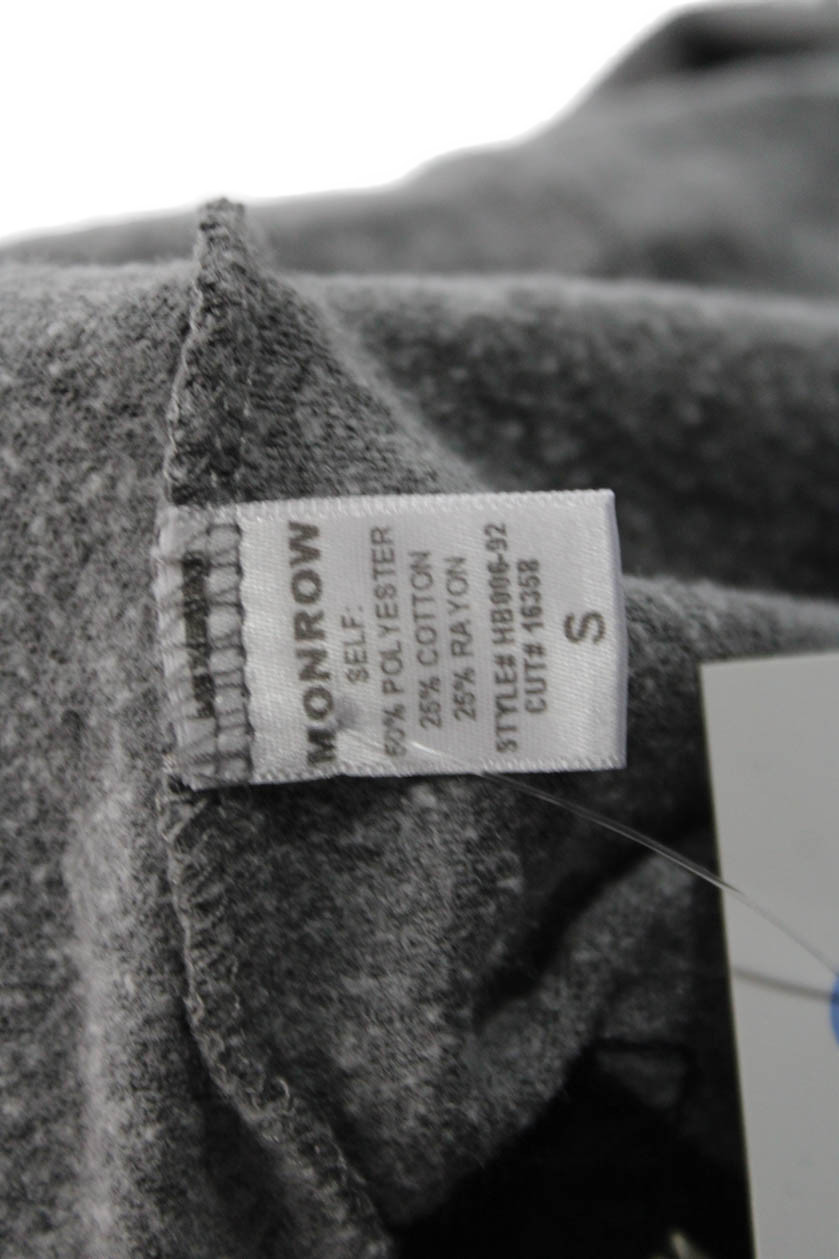 MONROW
SELF:
50% POLYESTER
25% COTTON
25% RAYON
STYLE# HB006-92
CUT# 16358
S